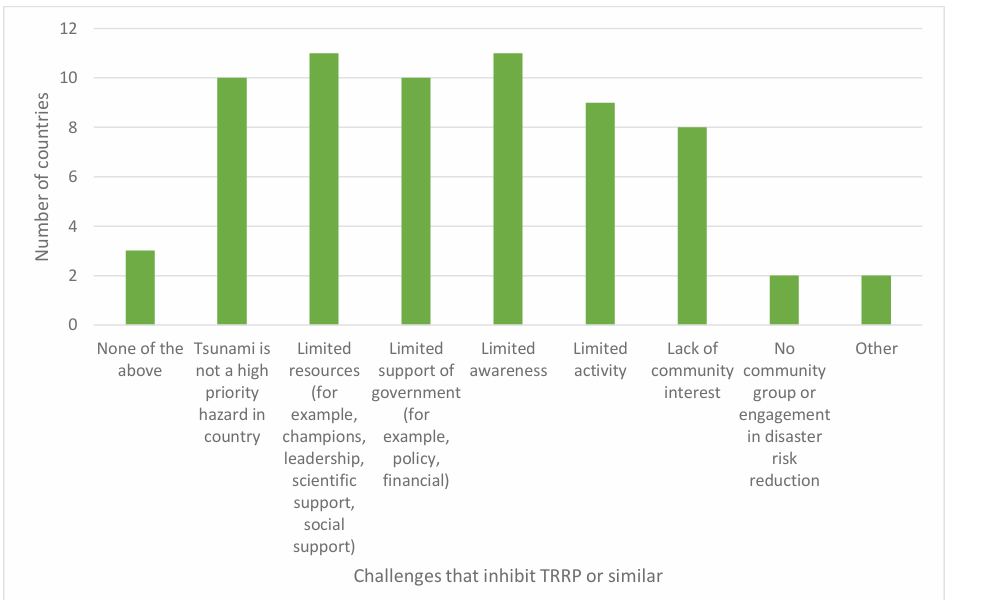 12
10
8
6
4
2
0
Number of countries
None of the
above
Tsunami is
not a high
priority
hazard in
country
Limited
resources
(for
example,
champions,
leadership,
scientific
support,
social
support)
Limited
support of
government
(for
example,
policy,
financial)
Limited
awareness
Limited
activity
Lack of
community
interest
No
community
group or
engagement
in disaster
risk
reduction
Other
Challenges that inhibit TRRP or similar